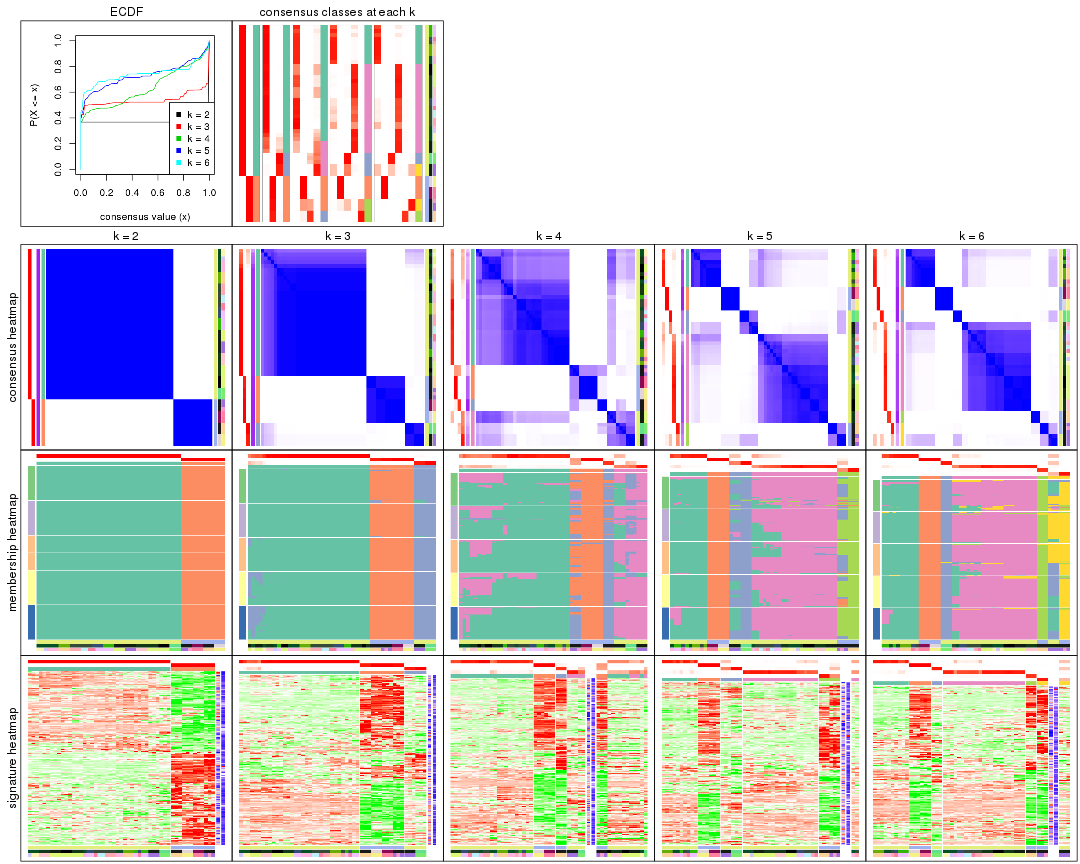 ECDF
consensus classes at each k
P(X <= x)
0.0 0.2 0.4 0.6 0.8 1.0
k = 2
k = 3
k = 4
k = 5
k = 6
0.0 0.2 0.4 0.6 0.8 1.0
consensus value (x)
k = 2
k = 3
k = 4
k = 5
k = 6
consensus heatmap
membership heatmap
signature heatmap